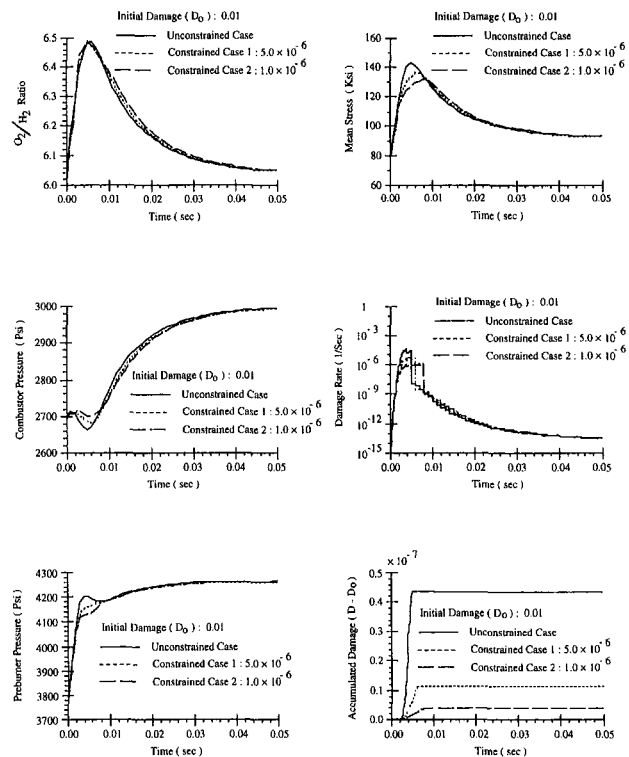 Initial Damage ( D₀ ) : 0.01
Unconstrained Case
Constrained Case 1 : 5.0 × 10⁻⁶
Constrained Case 2 : 1.0 × 10⁻⁶
O₂/H₂ Ratio
6.5
6.4
6.3
6.2
6.1
6.0
0.00 0.01 0.02 0.03 0.04 0.05
Time ( sec )
Initial Damage ( D₀ ) : 0.01
Unconstrained Case
Constrained Case 1 : 5.0 × 10⁻⁶
Constrained Case 2 : 1.0 × 10⁻⁶
Mean Stress ( Ksi )
160
140
120
100
80
60
0.00 0.01 0.02 0.03 0.04 0.05
Time ( sec )
Combustor Pressure ( Psi )
3000
2900
2800
2700
2600
Initial Damage ( D₀ ) : 0.01
Unconstrained Case
Constrained Case 1 : 5.0 × 10⁻⁶
Constrained Case 2 : 1.0 × 10⁻⁶
0.00 0.01 0.02 0.03 0.04 0.05
Time ( sec )
Initial Damage ( D₀ ) : 0.01
Unconstrained Case
Constrained Case 1 : 5.0 × 10⁻⁶
Constrained Case 2 : 1.0 × 10⁻⁶
Damage Rate ( 1/Sec )
1
10⁻³
10⁻⁶
10⁻⁹
10⁻¹²
10⁻¹⁵
0.00 0.01 0.02 0.03 0.04 0.05
Time ( sec )
Preburner Pressure ( Psi )
4300
4200
4100
4000
3900
3800
3700
Initial Damage ( D₀ ) : 0.01
Unconstrained Case
Constrained Case 1 : 5.0 × 10⁻⁶
Constrained Case 2 : 1.0 × 10⁻⁶
0.00 0.01 0.02 0.03 0.04 0.05
Time ( sec )
× 10⁻⁷
Accumulated Damage ( D - D₀ )
0.5
0.4
0.3
0.2
0.1
0.0
Initial Damage ( D₀ ) : 0.01
Unconstrained Case
Constrained Case 1 : 5.0 × 10⁻⁶
Constrained Case 2 : 1.0 × 10⁻⁶
0.00 0.01 0.02 0.03 0.04 0.05
Time ( sec )